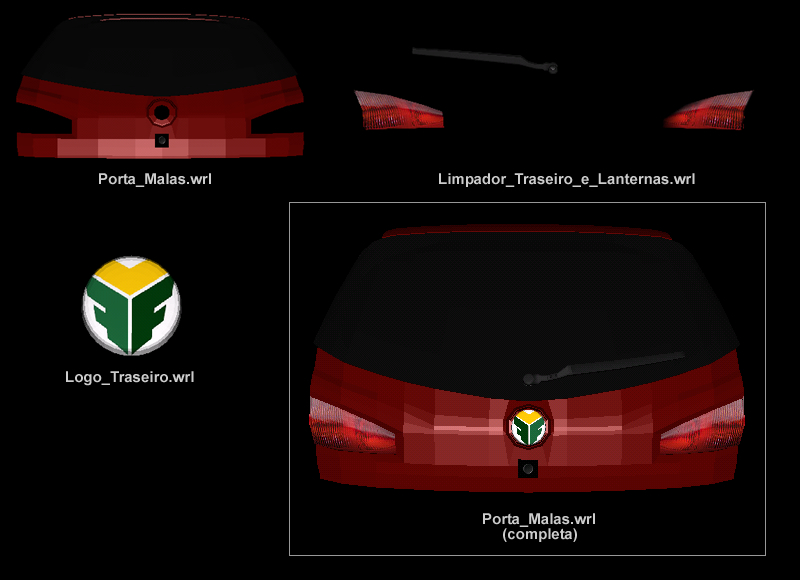 Porta_Malas.wrl
Limpador_Traseiro_e_Lanternas.wrl
Logo_Traseiro.wrl
Porta_Malas.wrl
(completa)